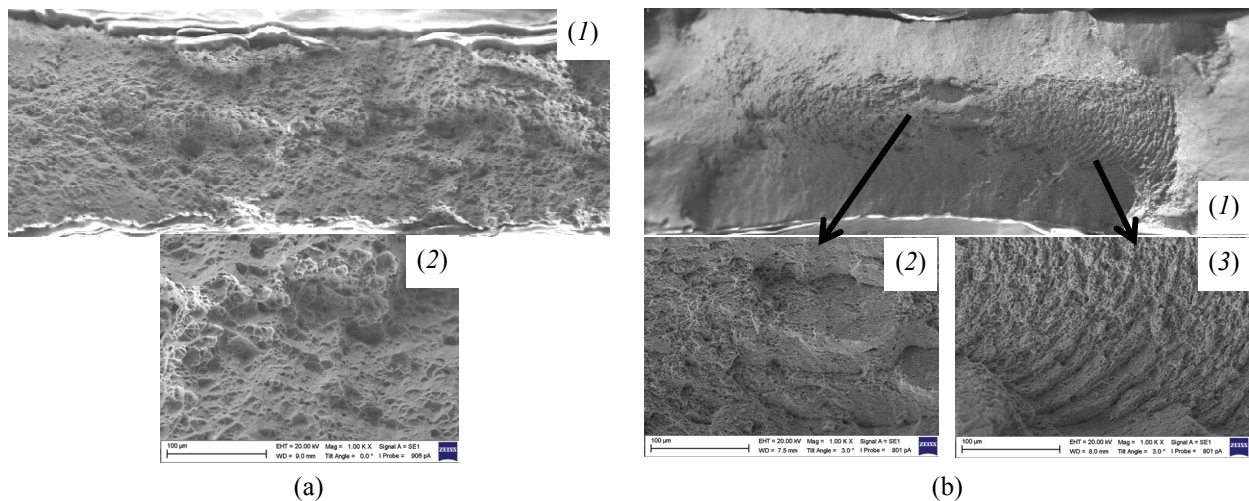 (1)
(1)
(2)
(2)
(3)
100 µm EHT = 20.00 kV Mag = 1.00 K X Signal A = SE1
WD = 9.0 mm Tilt Angle = 0.0° I Probe = 906 pA
ZEISS
100 µm EHT = 20.00 kV Mag = 1.00 K X Signal A = SE1
WD = 7.5 mm Tilt Angle = 3.0° I Probe = 801 pA
ZEISS
100 µm EHT = 20.00 kV Mag = 1.00 K X Signal A = SE1
WD = 8.0 mm Tilt Angle = 3.0° I Probe = 801 pA
ZEISS
(a)
(b)